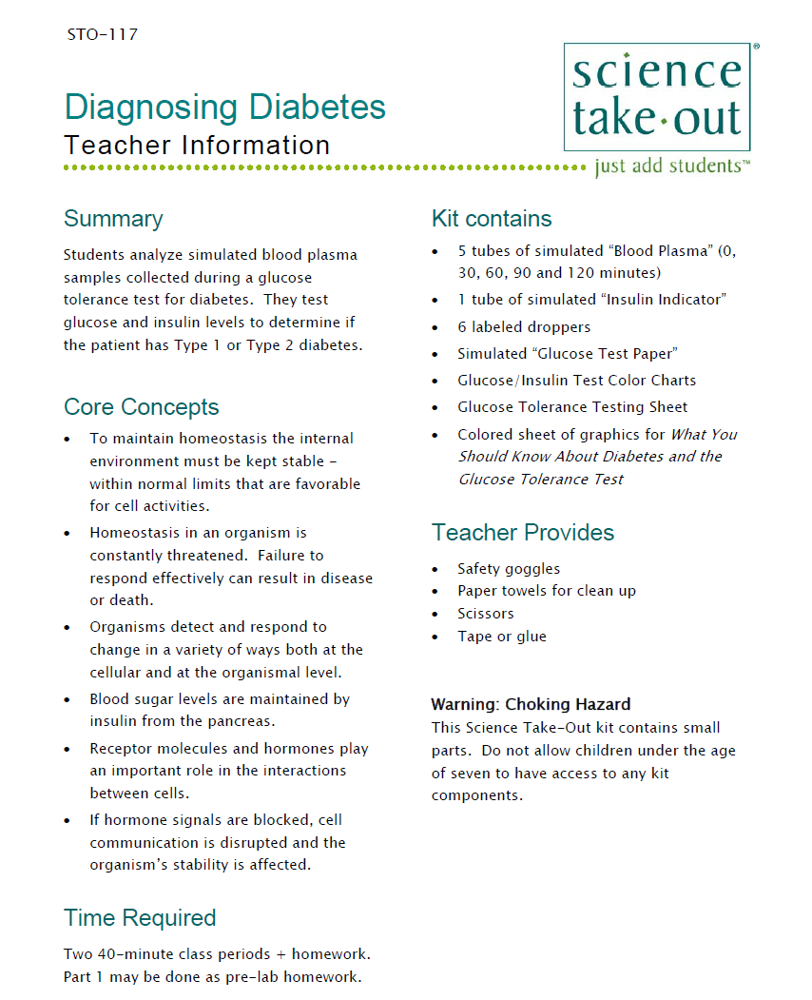 STO-117
science
take·out
®
just add students™
Diagnosing Diabetes
Teacher Information
Summary
Students analyze simulated blood plasma
samples collected during a glucose
tolerance test for diabetes.  They test
glucose and insulin levels to determine if
the patient has Type 1 or Type 2 diabetes.
Core Concepts
• To maintain homeostasis the internal
environment must be kept stable –
within normal limits that are favorable
for cell activities.
• Homeostasis in an organism is
constantly threatened.  Failure to
respond effectively can result in disease
or death.
• Organisms detect and respond to
change in a variety of ways both at the
cellular and at the organismal level.
• Blood sugar levels are maintained by
insulin from the pancreas.
• Receptor molecules and hormones play
an important role in the interactions
between cells.
• If hormone signals are blocked, cell
communication is disrupted and the
organism’s stability is affected.
Time Required
Two 40-minute class periods + homework.
Part 1 may be done as pre-lab homework.
Kit contains
• 5 tubes of simulated “Blood Plasma” (0,
30, 60, 90 and 120 minutes)
• 1 tube of simulated “Insulin Indicator”
• 6 labeled droppers
• Simulated “Glucose Test Paper”
• Glucose/Insulin Test Color Charts
• Glucose Tolerance Testing Sheet
• Colored sheet of graphics for What You
Should Know About Diabetes and the
Glucose Tolerance Test
Teacher Provides
• Safety goggles
• Paper towels for clean up
• Scissors
• Tape or glue
Warning: Choking Hazard
This Science Take-Out kit contains small
parts.  Do not allow children under the age
of seven to have access to any kit
components.